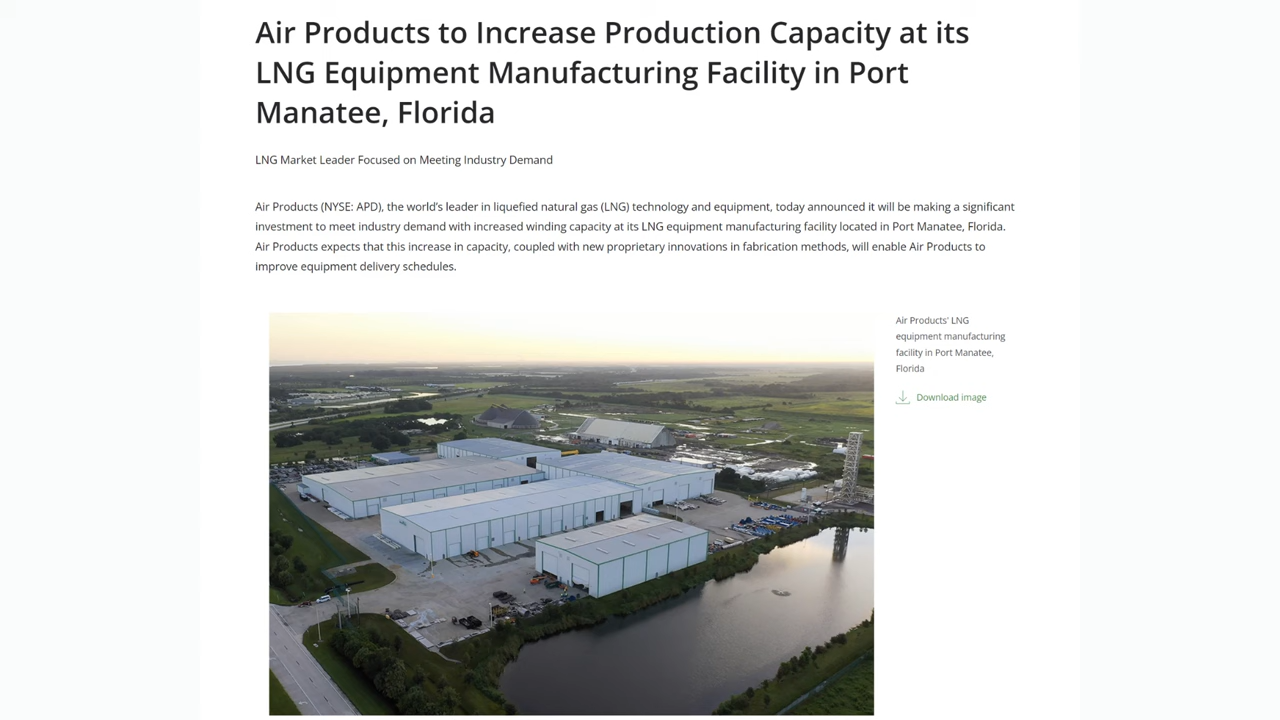 Air Products to Increase Production Capacity at its
LNG Equipment Manufacturing Facility in Port
Manatee, Florida
LNG Market Leader Focused on Meeting Industry Demand
Air Products (NYSE: APD), the world's leader in liquefied natural gas (LNG) technology and equipment, today announced it will be making a significant
investment to meet industry demand with increased winding capacity at its LNG equipment manufacturing facility located in Port Manatee, Florida.
Air Products expects that this increase in capacity, coupled with new proprietary innovations in fabrication methods, will enable Air Products to
improve equipment delivery schedules.
Air Products' LNG
equipment manufacturing
facility in Port Manatee,
Florida
Download image